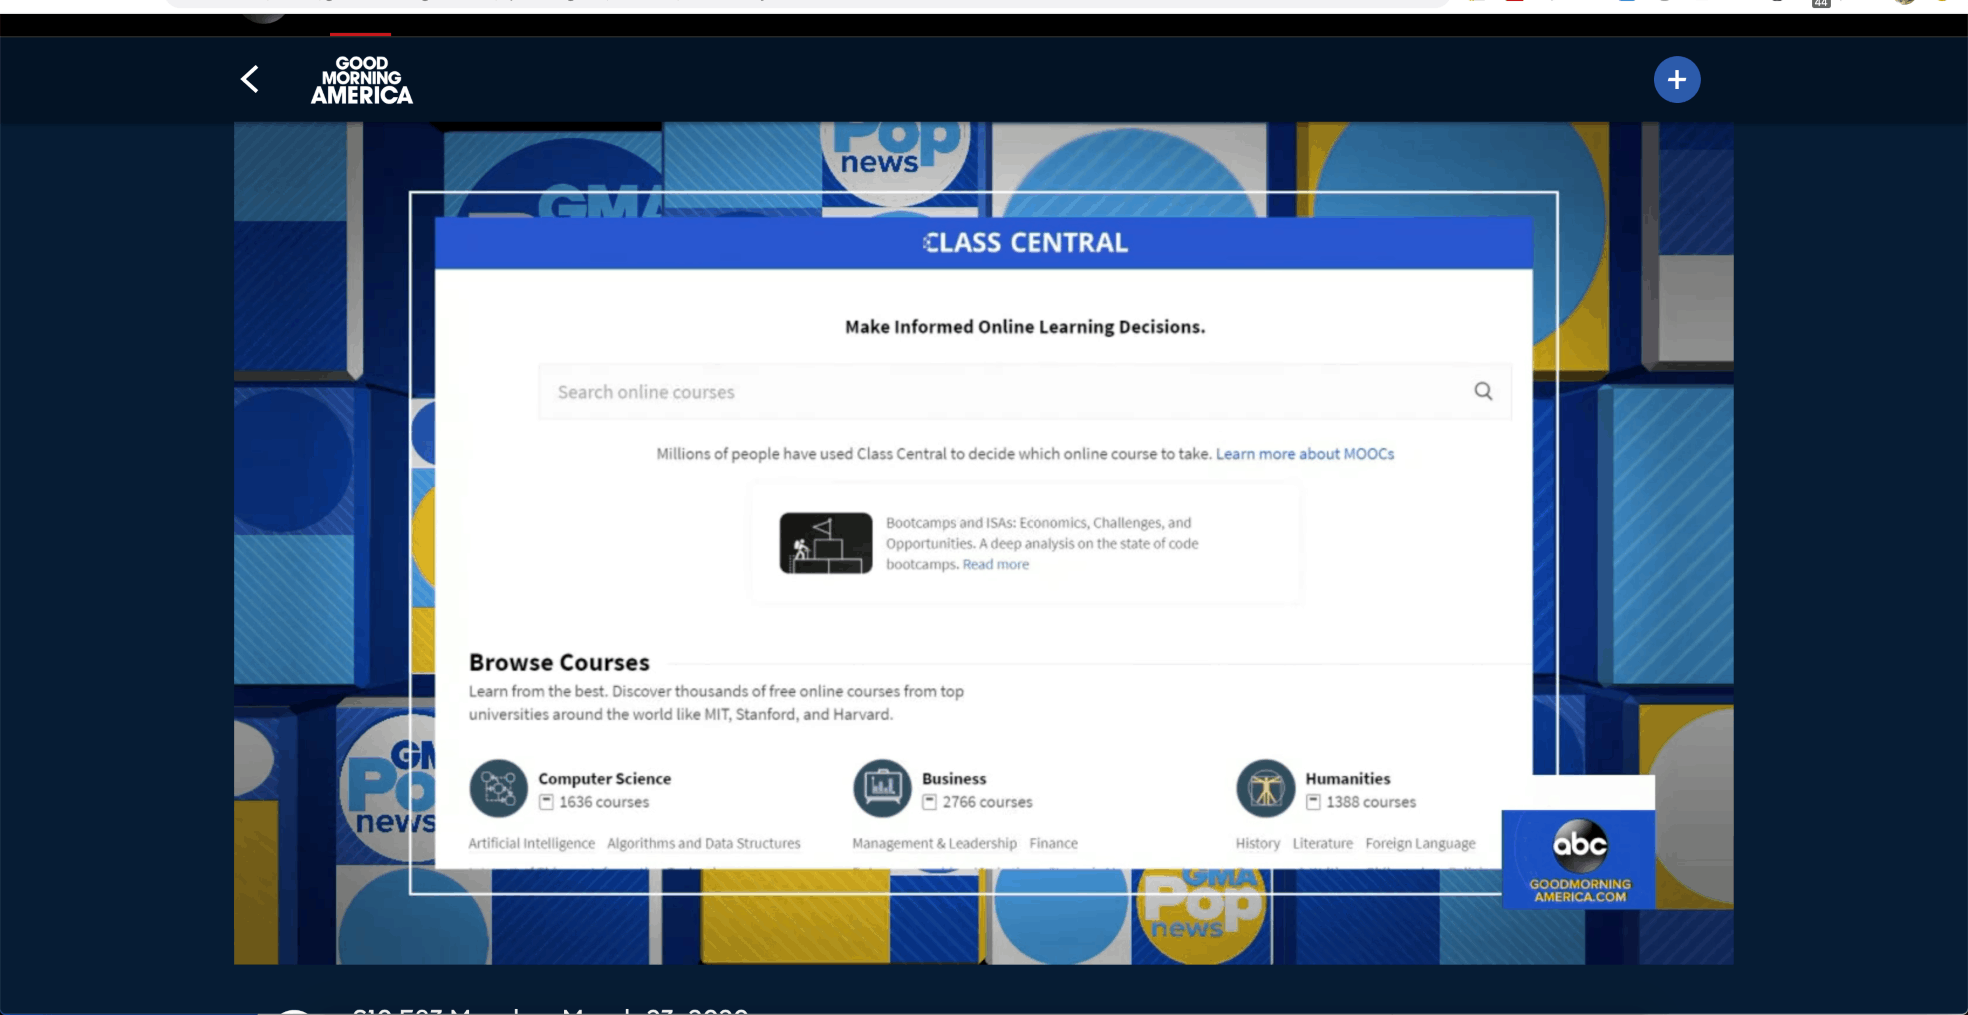 44
GOOD
MORNING
AMERICA
Pop
news
GMA
CLASS CENTRAL
Make Informed Online Learning Decisions.
Search online courses
Millions of people have used Class Central to decide which online course to take. Learn more about MOOCs
Bootcamps and ISAs: Economics, Challenges, and
Opportunities. A deep analysis on the state of code
bootcamps. Read more
Browse Courses
Learn from the best. Discover thousands of free online courses from top
universities around the world like MIT, Stanford, and Harvard.
Computer Science
1636 courses
Business
2766 courses
Humanities
1388 courses
Artificial Intelligence Algorithms and Data Structures
Management & Leadership Finance
History Literature Foreign Language
GM
Po
news
abc
GOODMORNING
AMERICA.COM
GMA
Pop
news